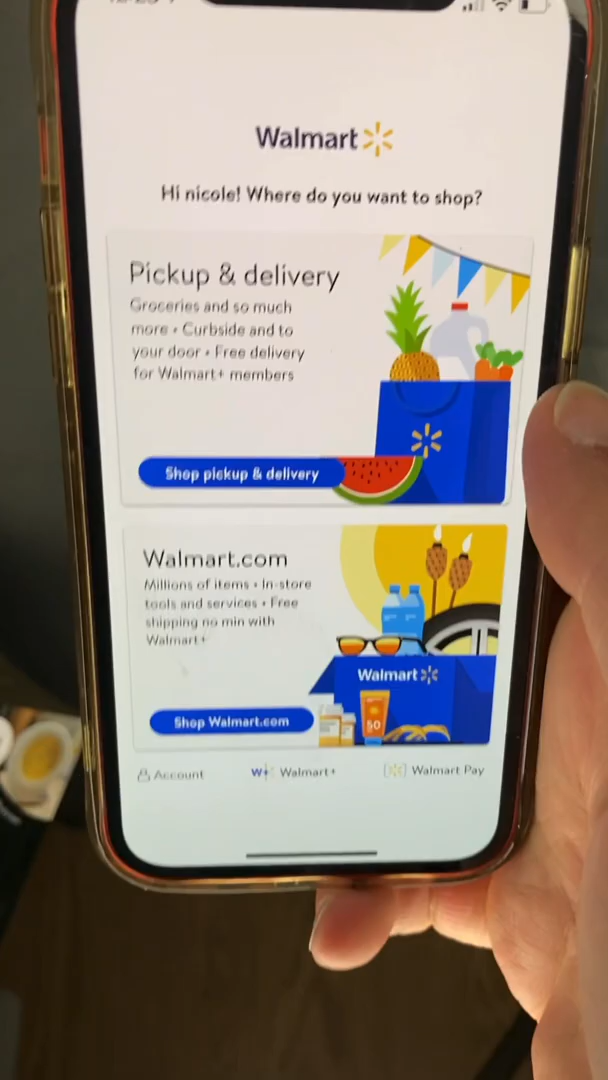 Walmart
Hi nicole! Where do you want to shop?
Pickup & delivery
Groceries and so much
more • Curbside and to
your door • Free delivery
for Walmart+ members
Shop pickup & delivery
Walmart.com
Millions of items • In-store
tools and services • Free
shipping no min with
Walmart+
Walmart
50
Shop Walmart.com
Account
W+ Walmart+
Walmart Pay